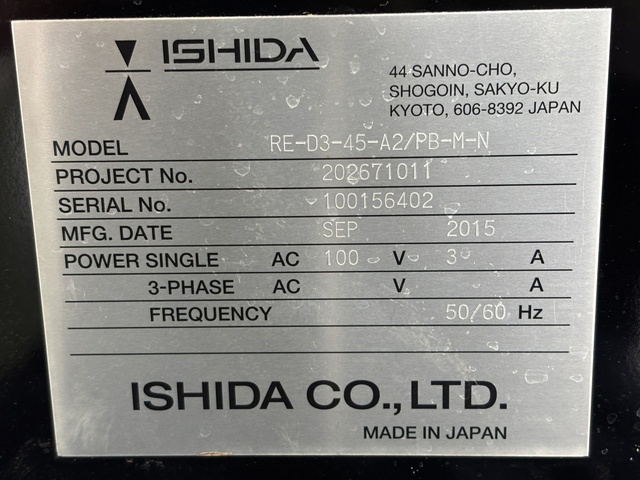 ISHIDA
44 SANNO-CHO,
SHOGOIN, SAKYO-KU
KYOTO, 606-8392 JAPAN
MODEL RE-D3-45-A2/PB-M-N
PROJECT No. 202671011
SERIAL No. 100156402
MFG. DATE SEP 2015
POWER SINGLE AC 100 V 3 A
3-PHASE AC V A
FREQUENCY 50/60 Hz
ISHIDA CO., LTD.
MADE IN JAPAN